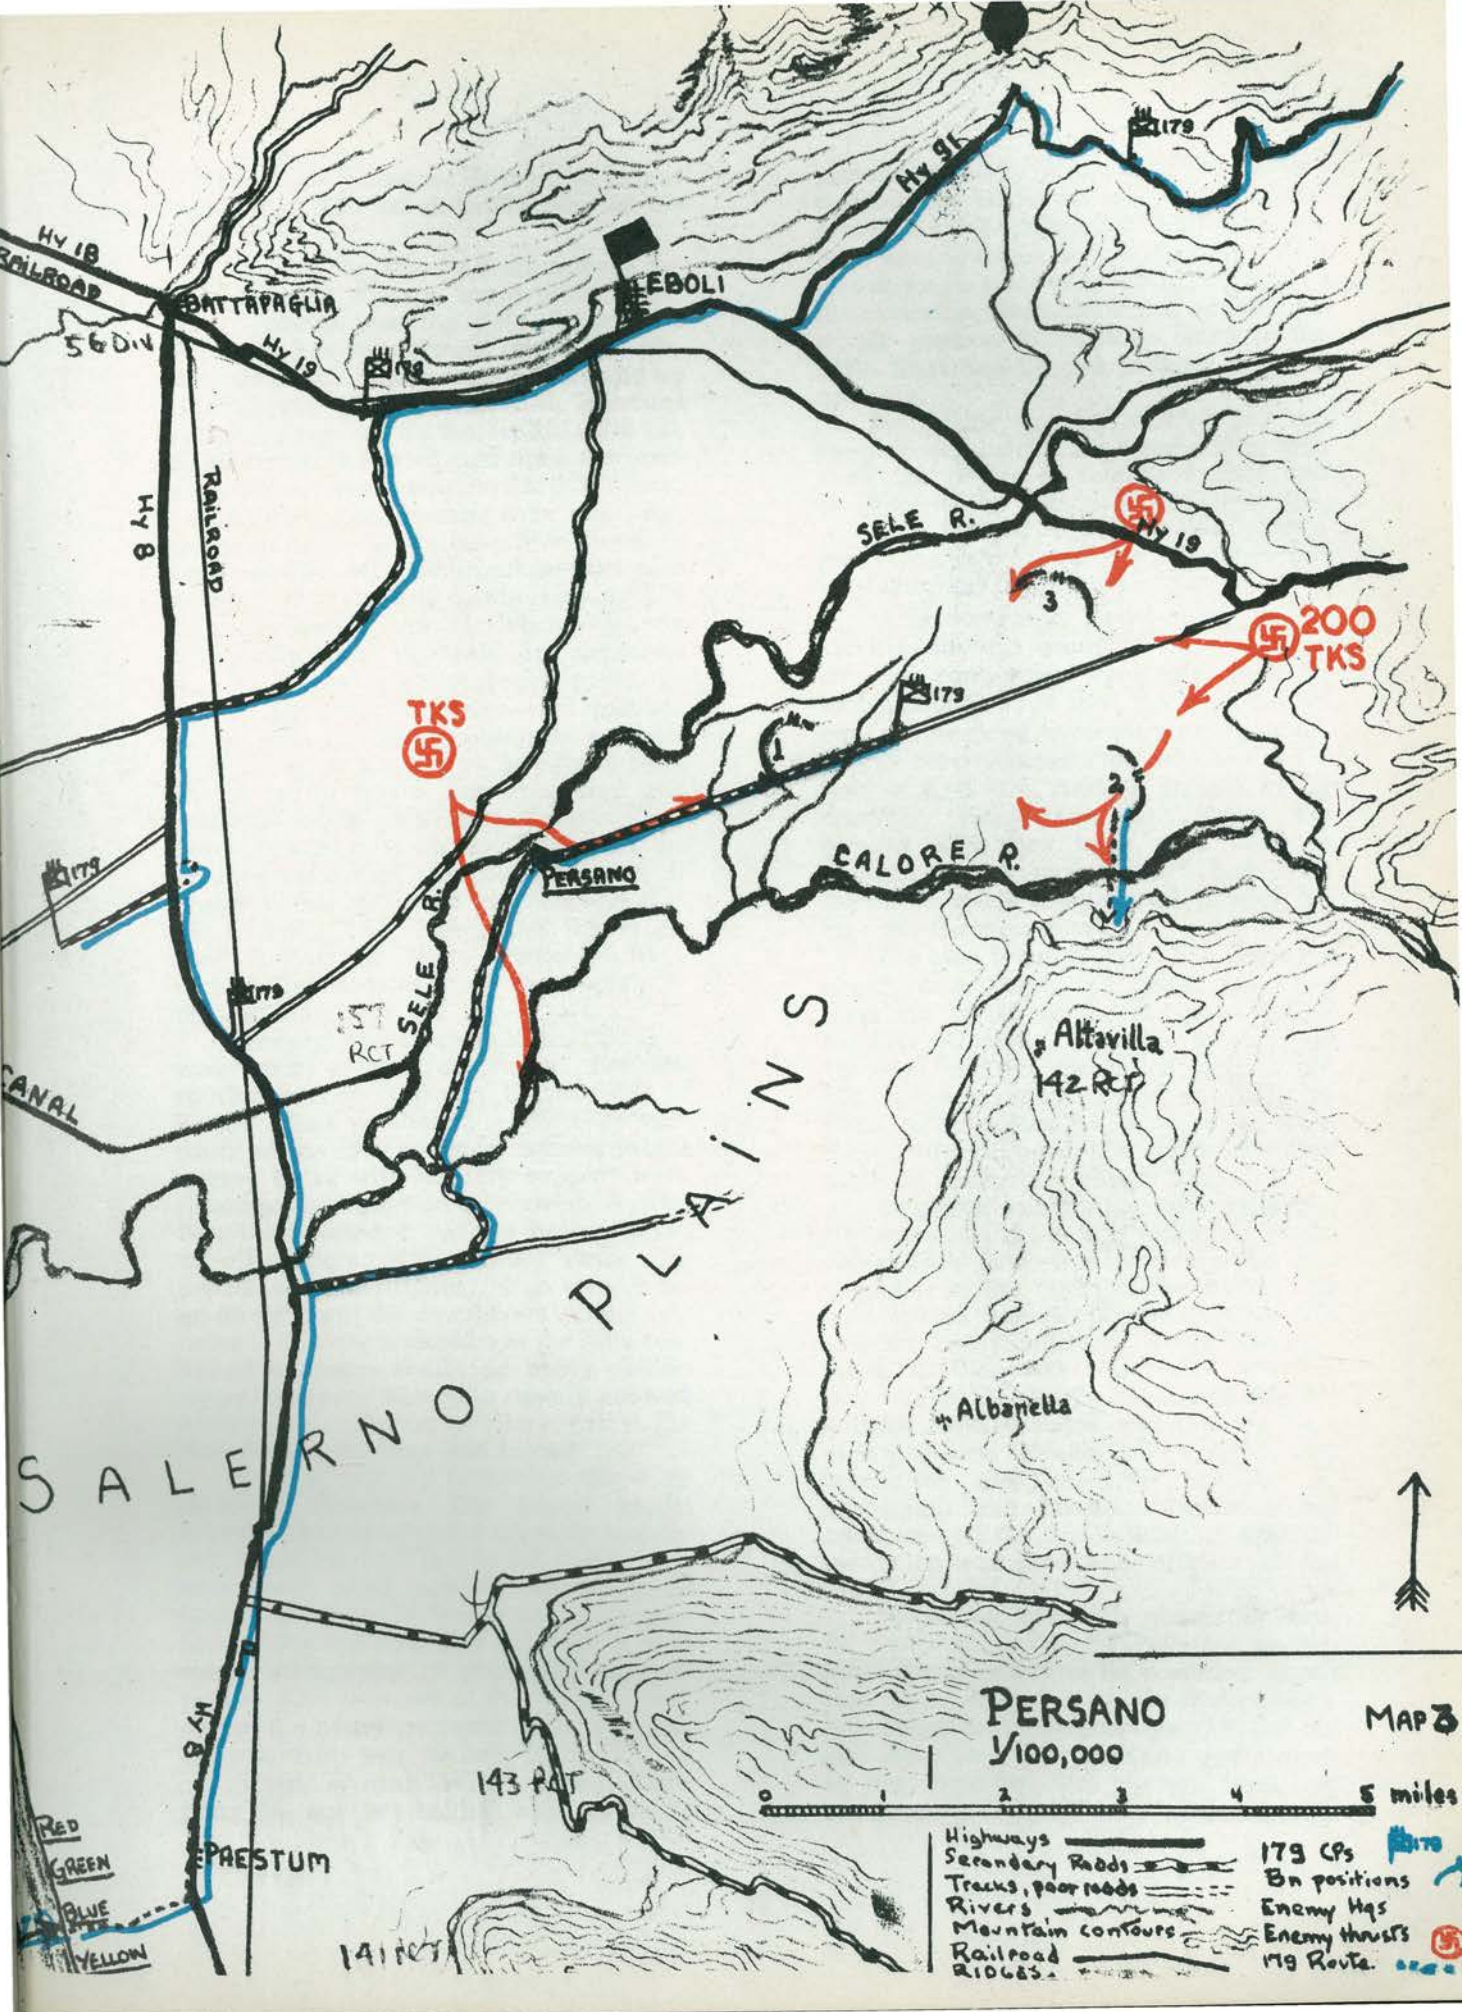 Hy 91
179
Hy 18
RAILROAD
BATTAPAGLIA
EBOLI
56 Div
Hy 19
179
Hy 8
RAILROAD
SELE R.
Hy 19
3
200
TKS
TKS
179
1
2
179
PERSANO
CALORE R.
SELE R.
179
157
RCT
CANAL
Altavilla
142 RCT
SALERNO PLAINS
Albanella
Hy 8
143 RCT
RED
GREEN
BLUE
YELLOW
PAESTUM
141 RCT
PERSANO
1/100,000
MAP 3
0 1 2 3 4 5 miles
Highways
Secondary Roads
Tracks, poor roads
Rivers
Mountain contours
Railroad
RIDGES
179 CPs
179
Bn positions
Enemy Hqs
Enemy thrusts
179 Route